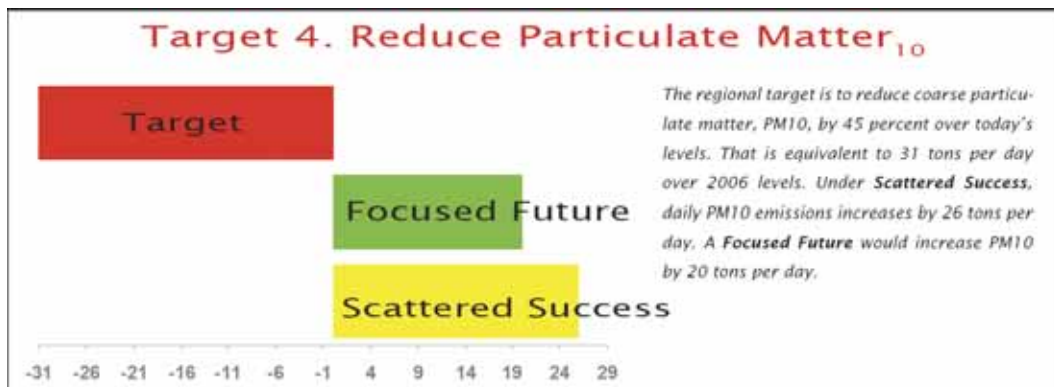 Target 4. Reduce Particulate Matter10
Target
Focused Future
Scattered Success
-31 -26 -21 -16 -11 -6 -1 4 9 14 19 24 29
The regional target is to reduce coarse particu-
late matter, PM10, by 45 percent over today's
levels. That is equivalent to 31 tons per day
over 2006 levels. Under Scattered Success,
daily PM10 emissions increases by 26 tons per
day. A Focused Future would increase PM10
by 20 tons per day.